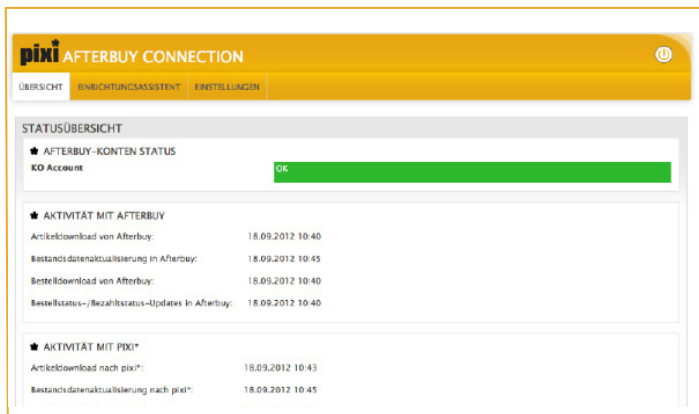 pixi AFTERBUY CONNECTION
ÜBERSICHT EINRICHTUNGSASSISTENT EINSTELLUNGEN
STATUSÜBERSICHT
AFTERBUY-KONTEN STATUS
KO Account OK
AKTIVITÄT MIT AFTERBUY
Artikeldownload von Afterbuy: 18.09.2012 10:40
Bestandsdatenaktualisierung in Afterbuy: 18.09.2012 10:45
Bestelldownload von Afterbuy: 18.09.2012 10:40
Bestellstatus-/Bezahltstatus-Updates in Afterbuy: 18.09.2012 10:40
AKTIVITÄT MIT PIXI*
Artikeldownload nach pixi*: 18.09.2012 10:43
Bestandsdatenaktualisierung nach pixi*: 18.09.2012 10:45